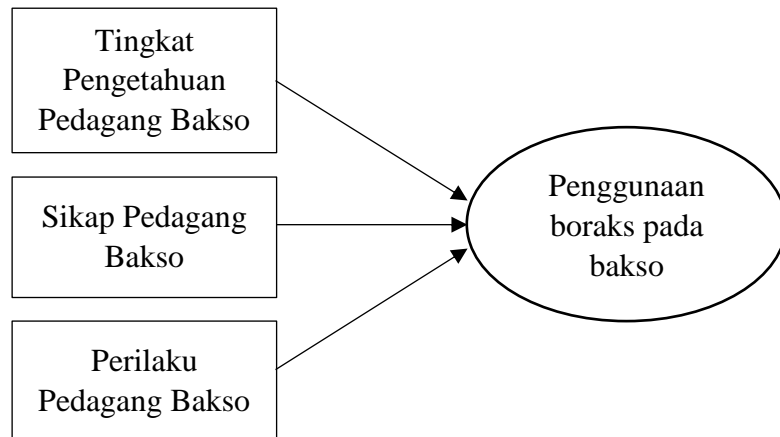 Tingkat
Pengetahuan
Pedagang Bakso
Sikap Pedagang
Bakso
Perilaku
Pedagang Bakso
Penggunaan
boraks pada
bakso